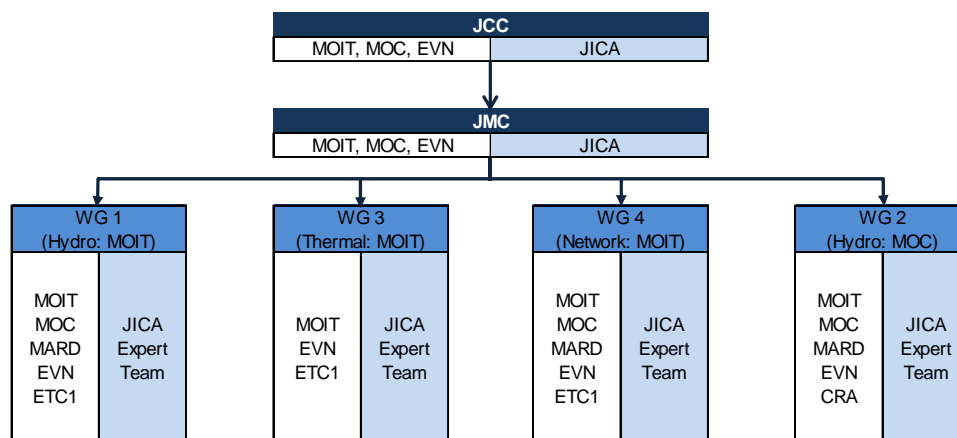 JCC
MOIT, MOC, EVN JICA
JMC
MOIT, MOC, EVN JICA
WG 1
(Hydro: MOIT)
MOIT
MOC
MARD
EVN
ETC1
JICA
Expert
Team
WG 3
(Thermal: MOIT)
MOIT
EVN
ETC1
JICA
Expert
Team
WG 4
(Network: MOIT)
MOIT
MOC
MARD
EVN
ETC1
JICA
Expert
Team
WG 2
(Hydro: MOC)
MOIT
MOC
MARD
EVN
CRA
JICA
Expert
Team